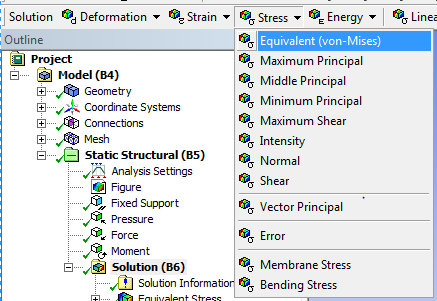 Solution Deformation Strain Stress Energy Linea
Outline
Project
Model (B4)
Geometry
Coordinate Systems
Connections
Mesh
Static Structural (B5)
Analysis Settings
Figure
Fixed Support
Pressure
Force
Moment
Solution (B6)
Solution Information
Equivalent Stress
Equivalent (von-Mises)
Maximum Principal
Middle Principal
Minimum Principal
Maximum Shear
Intensity
Normal
Shear
Vector Principal
Error
Membrane Stress
Bending Stress